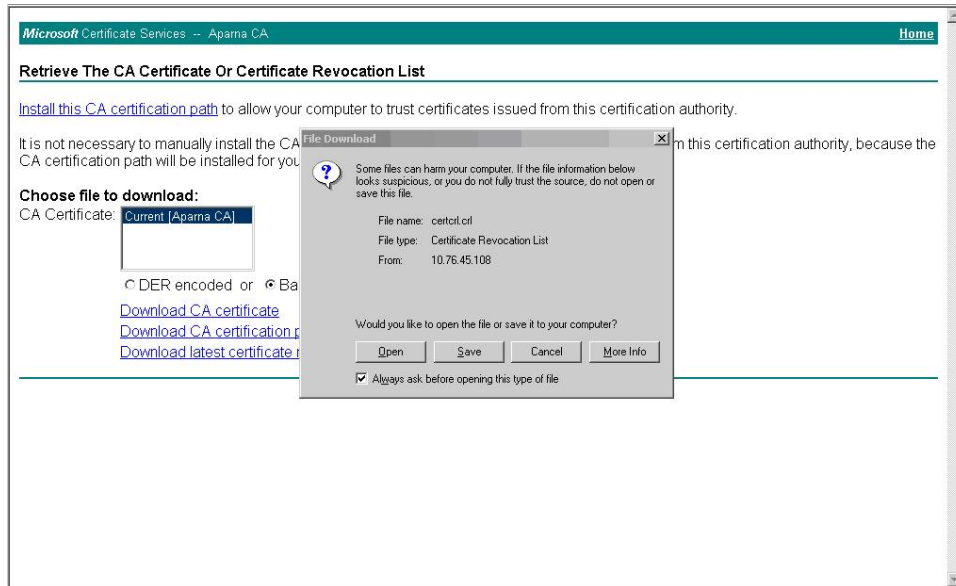 Microsoft Certificate Services -- Aparna CA Home
Retrieve The CA Certificate Or Certificate Revocation List
Install this CA certification path to allow your computer to trust certificates issued from this certification authority.
It is not necessary to manually install the CA m this certification authority, because the
CA certification path will be installed for you
Choose file to download:
CA Certificate: Current [Aparna CA]
DER encoded or Ba
Download CA certificate
Download CA certification p
Download latest certificate r
File Download
Some files can harm your computer. If the file information below
looks suspicious, or you do not fully trust the source, do not open or
save this file.
File name: certcrl.crl
File type: Certificate Revocation List
From: 10.76.45.108
Would you like to open the file or save it to your computer?
Open Save Cancel More Info
Always ask before opening this type of file